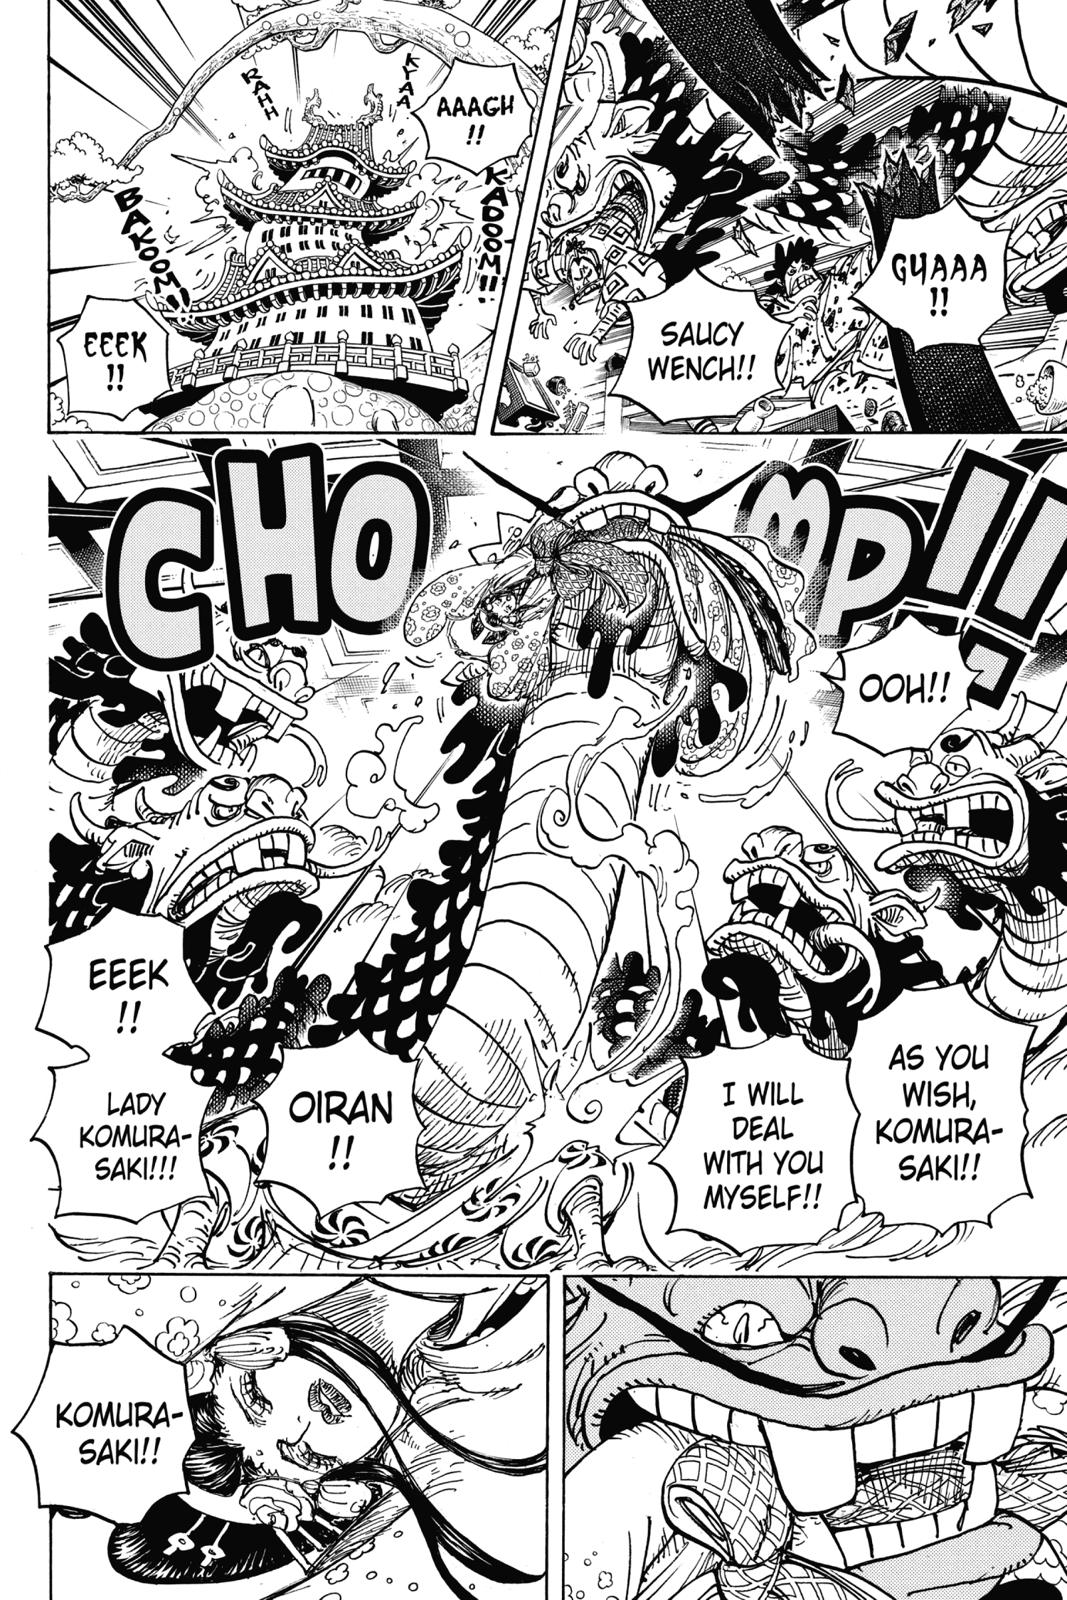 RAHH
KYAA
AAAGH
!!
BAKOOM!!
KADOOM!!
EEEK
!!
GYAAA
!!
SAUCY
WENCH!!
CHOMP!!
OOH!!
EEEK
!!
LADY
KOMURA-
SAKI!!!
OIRAN
!!
I WILL
DEAL
WITH YOU
MYSELF!!
AS YOU
WISH,
KOMURA-
SAKI!!
KOMURA-
SAKI!!